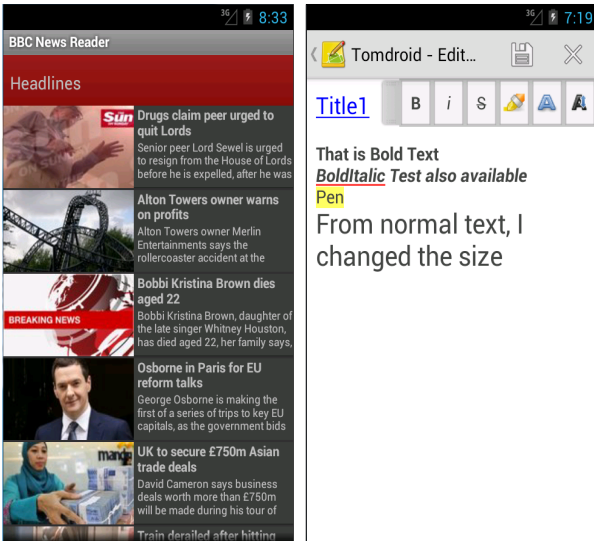 3G 8:33
BBC News Reader
Headlines
Sun
Drugs claim peer urged to
quit Lords
Senior peer Lord Sewel is urged
to resign from the House of Lords
before he is expelled, after he was
Alton Towers owner warns
on profits
Alton Towers owner Merlin
Entertainments says the
rollercoaster accident at the
BREAKING NEWS
Bobbi Kristina Brown dies
aged 22
Bobbi Kristina Brown, daughter of
the late singer Whitney Houston,
has died aged 22, her family says,
Osborne in Paris for EU
reform talks
George Osborne is making the
first of a series of trips to key EU
capitals, as the government bids
UK to secure £750m Asian
trade deals
David Cameron says business
deals worth more than £750m
will be made during his tour of
Train derailed after hitting
3G 7:19
Tomdroid - Edit...
Title1 B i S A A
That is Bold Text
BoldItalic Test also available
Pen
From normal text, I
changed the size